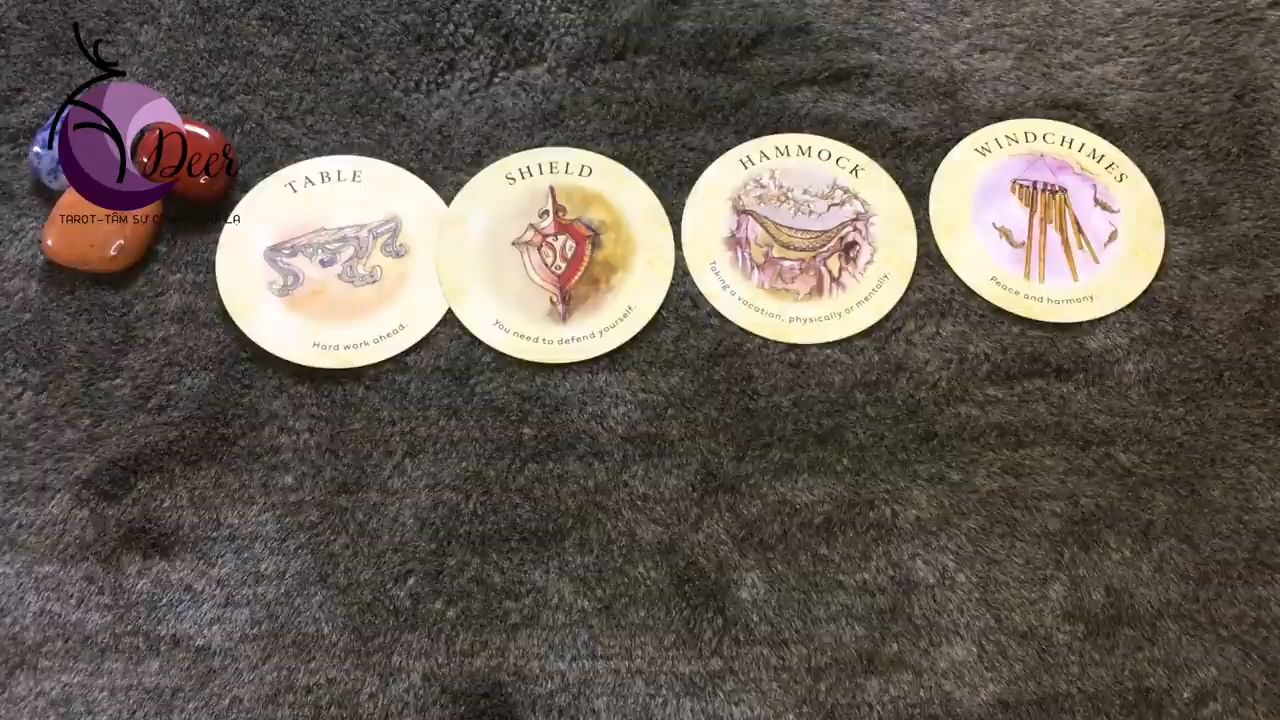 Deer
TAROT-TÂM SỰ
TABLE
Hard work ahead.
SHIELD
You need to defend yourself.
HAMMOCK
Taking a vacation, physically or mentally.
WINDCHIMES
Peace and harmony.